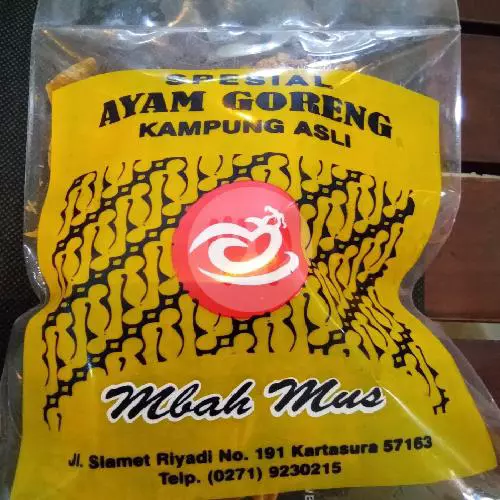 SPESIAL
AYAM GORENG
KAMPUNG ASLI
Mbah Mus
Jl. Slamet Riyadi No. 191 Kartasura 57163
Telp. (0271) 9230215